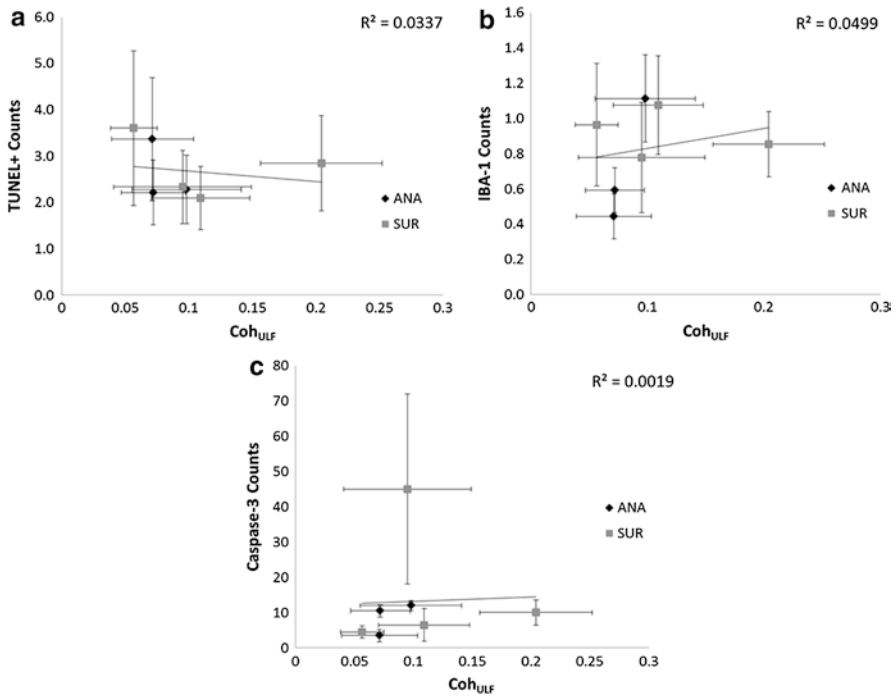 a
R² = 0.0337
TUNEL+ Counts
6.0
5.0
4.0
3.0
2.0
1.0
0.0
0
0.05
0.1
0.15
0.2
0.25
0.3
Coh_ULF
ANA
SUR
b
R² = 0.0499
IBA-1 Counts
1.6
1.4
1.2
1.0
0.8
0.6
0.4
0.2
0.0
0
0.1
0.2
0.3
Coh_ULF
ANA
SUR
c
R² = 0.0019
Caspase-3 Counts
80
70
60
50
40
30
20
10
0
0
0.05
0.1
0.15
0.2
0.25
0.3
Coh_ULF
ANA
SUR